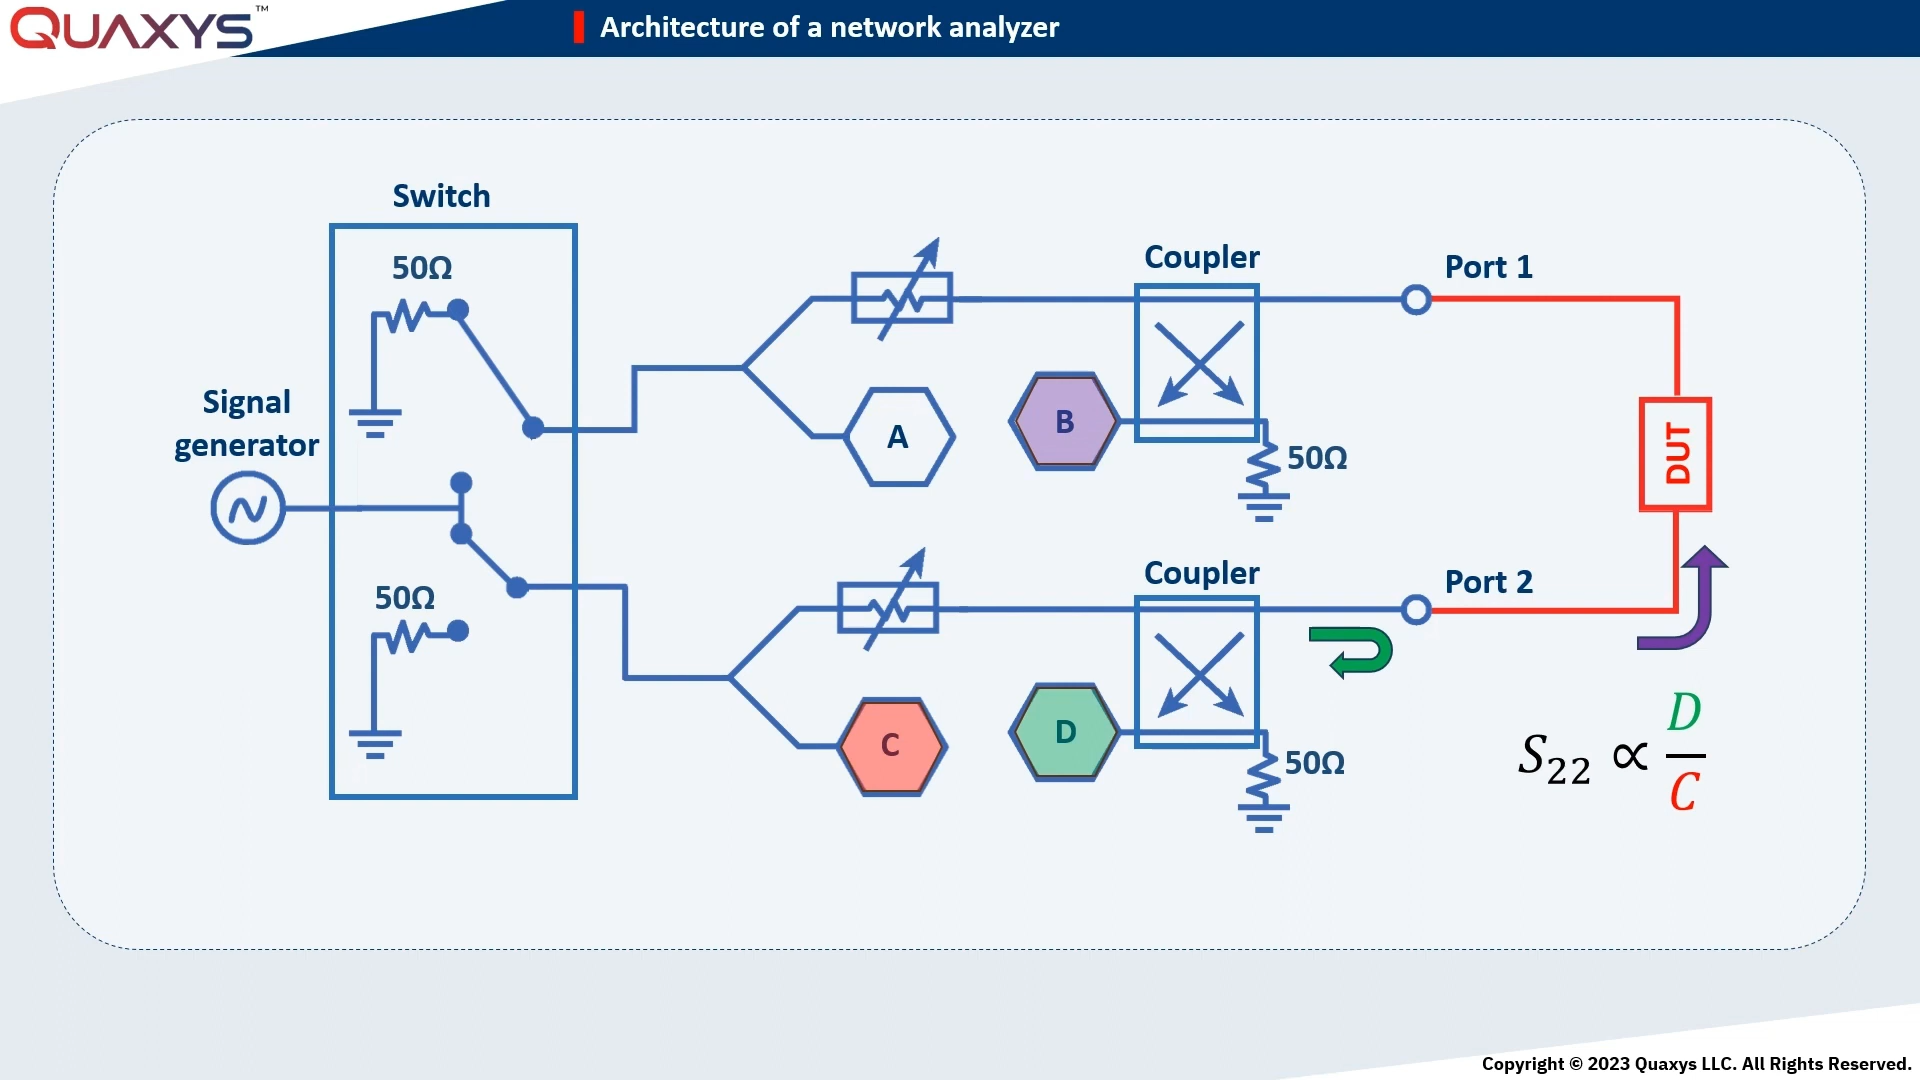 QUAXYS™
Architecture of a network analyzer
Switch
50Ω
Signal
generator
50Ω
A
B
C
D
Coupler
50Ω
Coupler
50Ω
Port 1
Port 2
DUT
S₂₂ ∝ D/C
Copyright © 2023 Quaxys LLC. All Rights Reserved.